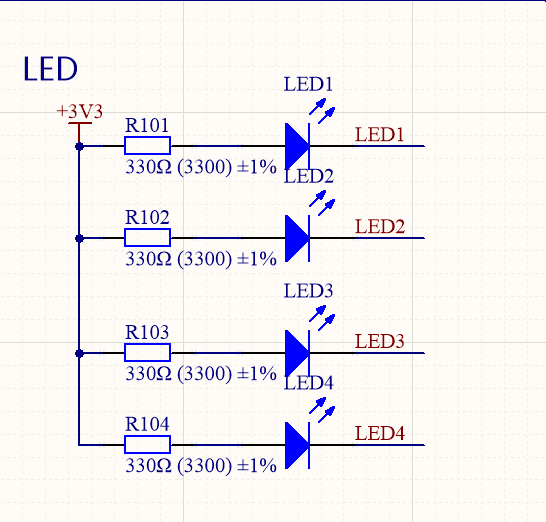 LED
+3V3
LED1
R101
LED1
330Ω (3300) ±1%
LED2
R102
LED2
330Ω (3300) ±1%
LED3
R103
LED3
330Ω (3300) ±1%
LED4
R104
LED4
330Ω (3300) ±1%